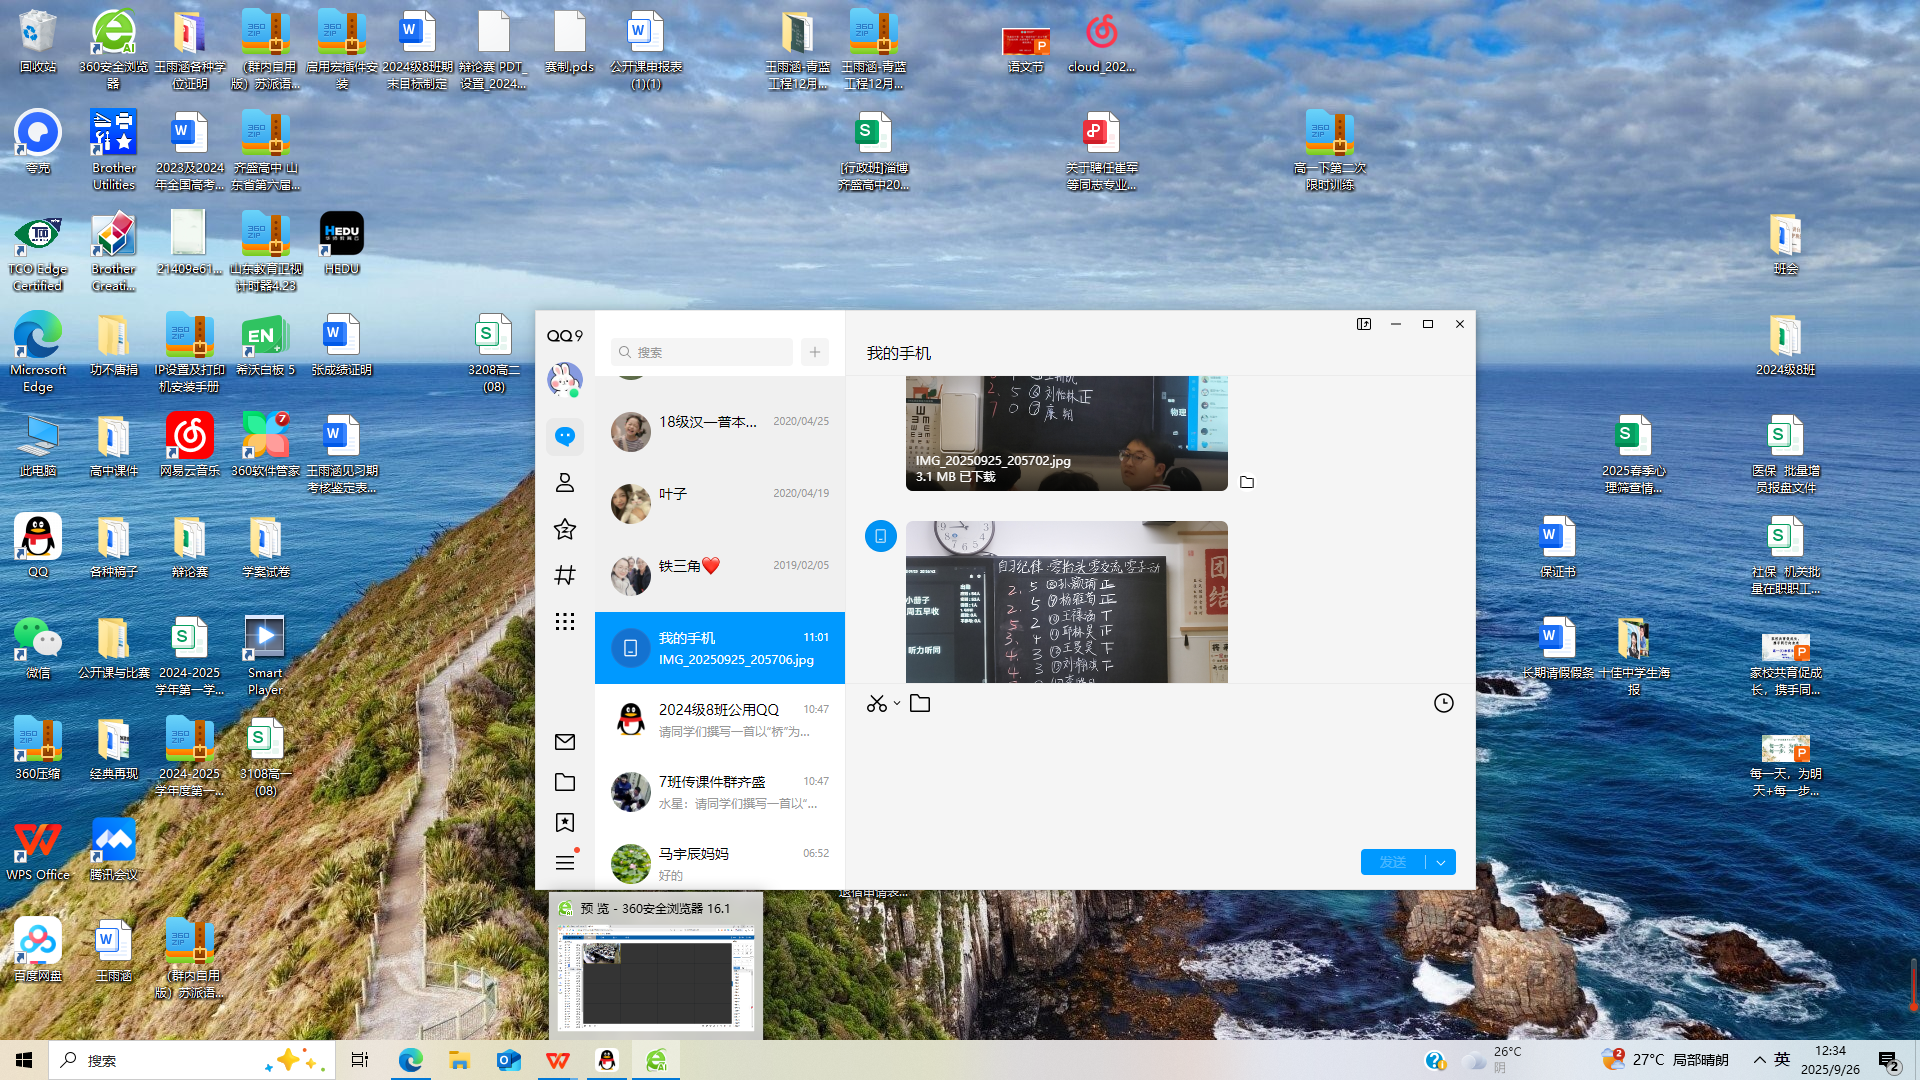 回收站
360安全浏览器
王雨涵各种学位证明
(群内自用版）苏派语...
启用宏插件安装
2024级8班期末目标制定
辩论赛 PDT_设置_2024...
赛制.pds
公开课申报表(1)(1)
王雨涵-青蓝工程12月...
王雨涵-青蓝工程12月...
语文节
cloud_202...
夸克
Brother Utilities
2023及2024年全国高考...
齐盛高中 山东省第六届...
[行政班]淄博齐盛高中20...
关于聘任崔军等同志专业...
高一下第二次限时训练
TCO Edge Certified
Brother Creati...
21409e61...
山东教育卫视计时器4.23
HEDU
班会
Microsoft Edge
功不唐捐
IP设置及打印机安装手册
希沃白板 5
张成绩证明
3208高二(08)
2024级8班
此电脑
高中课件
网易云音乐
360软件管家
王雨涵见习期考核鉴定表...
2025春季心理筛查情...
医保_批量增员报盘文件
QQ
各种稿子
辩论赛
学案试卷
保证书
社保_机关批量在职职工...
微信
公开课与比赛
2024-2025学年第一学...
Smart Player
长期请假假条
十佳中学生海报
家校共育促成长，携手同...
360压缩
经典再现
2024-2025学年度第一...
3108高一(08)
每一天，为明天+每一步...
WPS Office
腾讯会议
百度网盘
王雨涵
(群内自用版）苏派语...
QQ9
搜索
18级汉一普本...
2020/04/25
叶子
2020/04/19
铁三角❤️
2019/02/05
我的手机
11:01
IMG_20250925_205706.jpg
2024级8班公用QQ
10:47
请同学们撰写一首以“桥”为...
7班传课件群齐盛
10:47
水星：请同学们撰写一首以“...
马宇辰妈妈
06:52
好的
我的手机
物理
IMG_20250925_205702.jpg
3.1 MB 已下载
自习纪律:零抬头零交流零手动
团结
听力听同
发送
预 览 - 360安全浏览器 16.1
搜索
26°C
阴
27°C 局部晴朗
英
12:34
2025/9/26
2